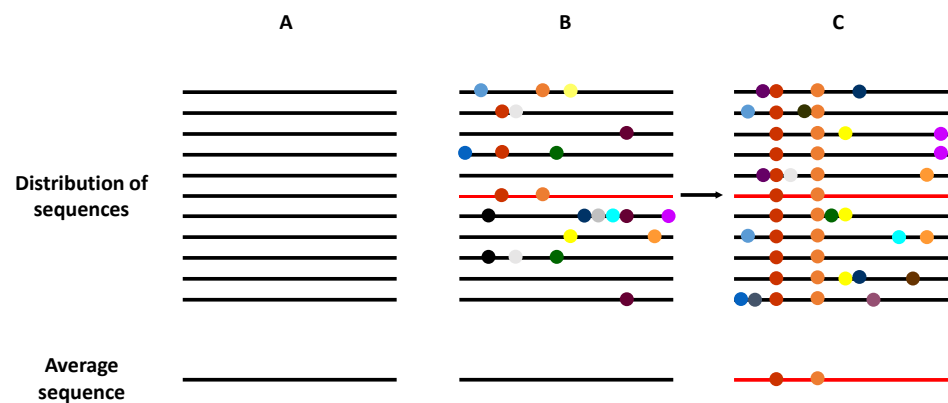 A B C
Distribution of
sequences
Average
sequence